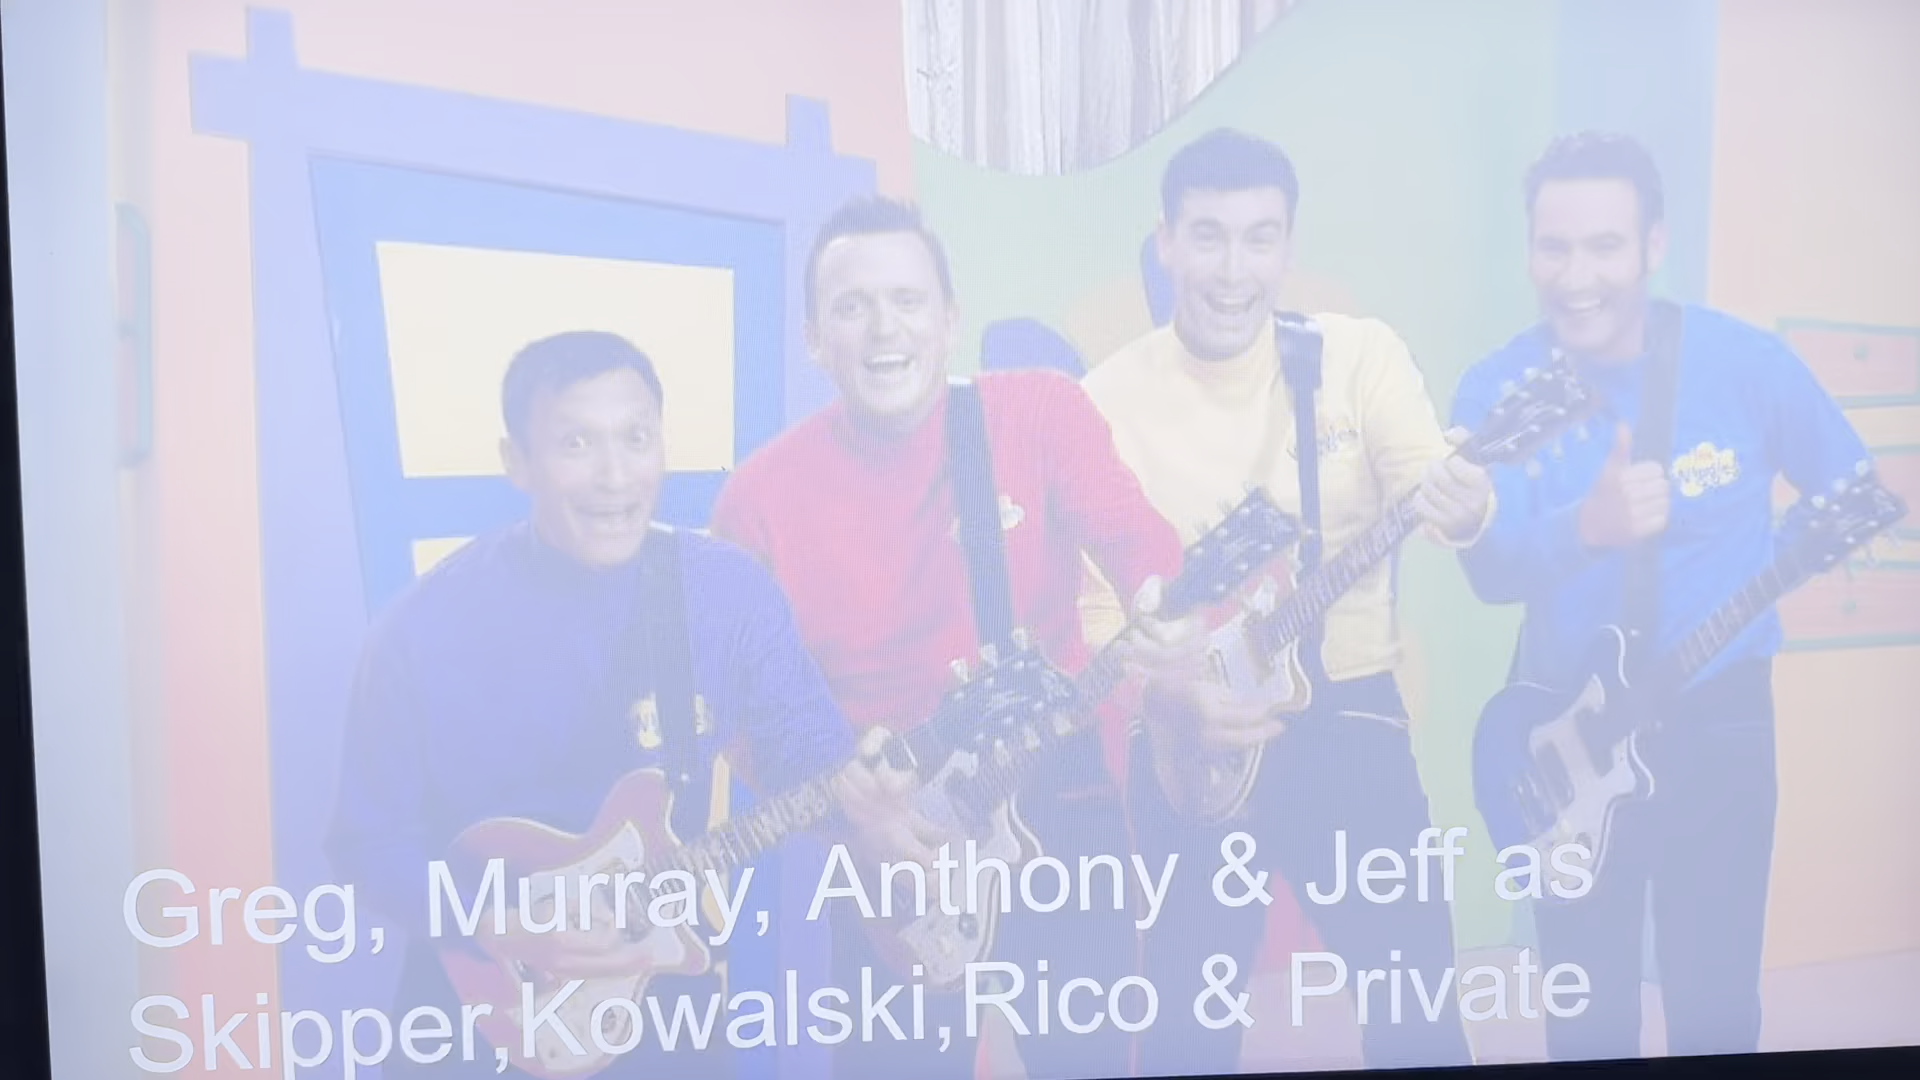 Greg, Murray, Anthony & Jeff as
Skipper,Kowalski,Rico & Private